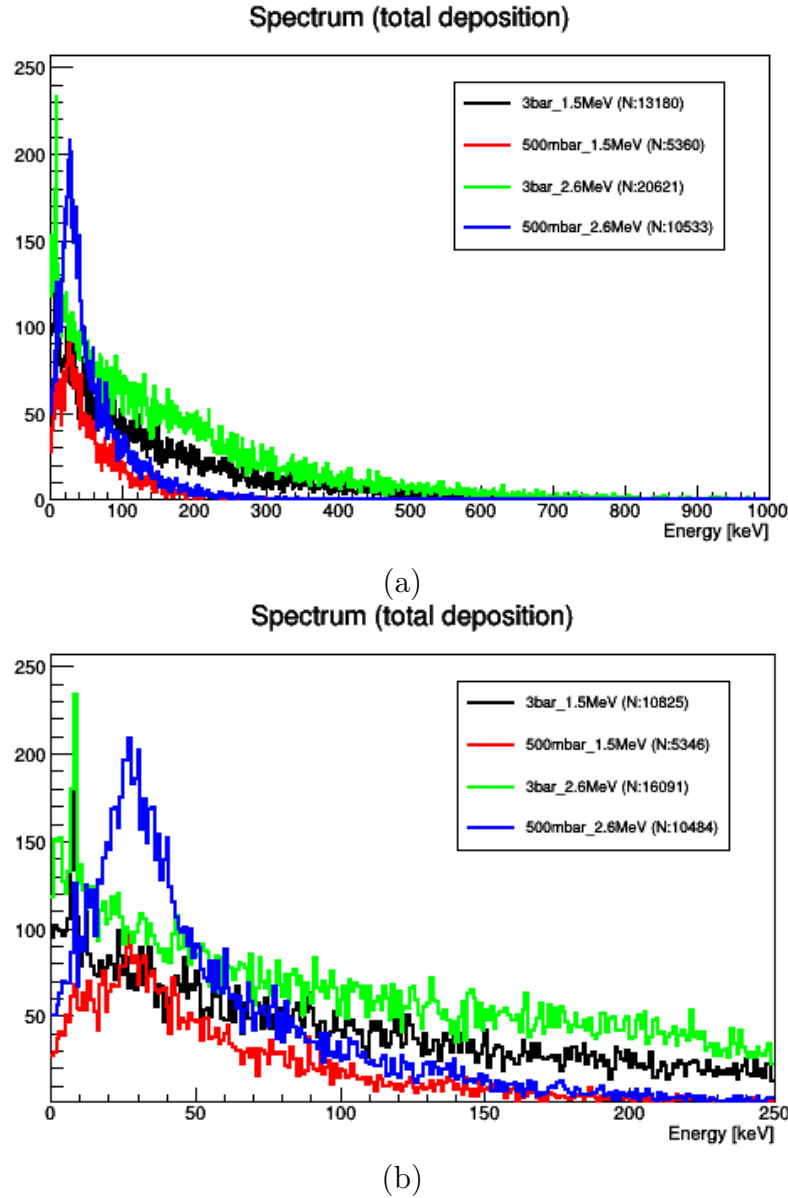 Spectrum (total deposition)
250
200
150
100
50
0
3bar_1.5MeV (N:13180)
500mbar_1.5MeV (N:5360)
3bar_2.6MeV (N:20621)
500mbar_2.6MeV (N:10533)
0 100 200 300 400 500 600 700 800 900 1000
Energy [keV]
(a)
Spectrum (total deposition)
250
200
150
100
50
3bar_1.5MeV (N:10825)
500mbar_1.5MeV (N:5346)
3bar_2.6MeV (N:16091)
500mbar_2.6MeV (N:10484)
0 50 100 150 200 250
Energy [keV]
(b)